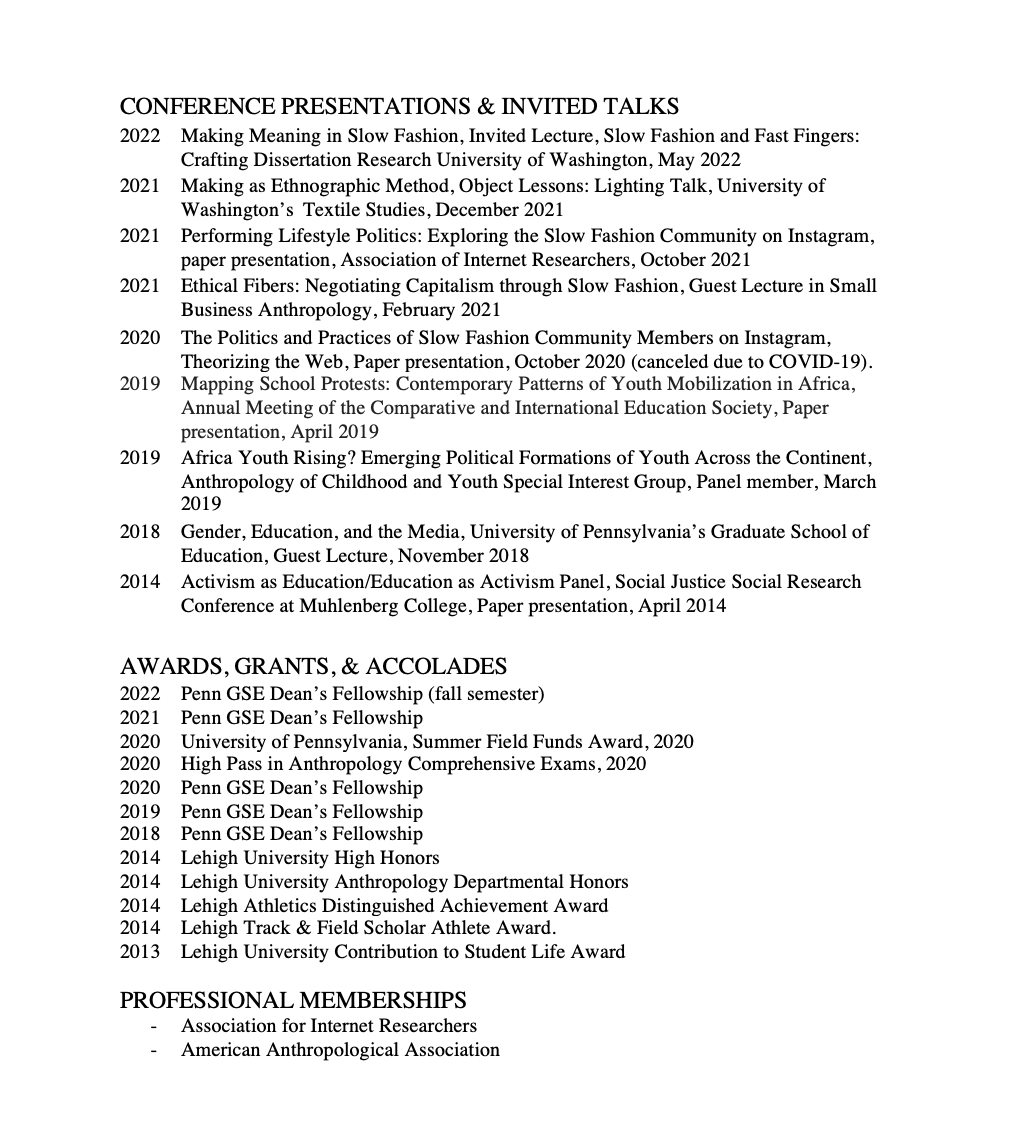 CONFERENCE PRESENTATIONS & INVITED TALKS
2022 Making Meaning in Slow Fashion, Invited Lecture, Slow Fashion and Fast Fingers:
Crafting Dissertation Research University of Washington, May 2022
2021 Making as Ethnographic Method, Object Lessons: Lighting Talk, University of
Washington’s Textile Studies, December 2021
2021 Performing Lifestyle Politics: Exploring the Slow Fashion Community on Instagram,
paper presentation, Association of Internet Researchers, October 2021
2021 Ethical Fibers: Negotiating Capitalism through Slow Fashion, Guest Lecture in Small
Business Anthropology, February 2021
2020 The Politics and Practices of Slow Fashion Community Members on Instagram,
Theorizing the Web, Paper presentation, October 2020 (canceled due to COVID-19).
2019 Mapping School Protests: Contemporary Patterns of Youth Mobilization in Africa,
Annual Meeting of the Comparative and International Education Society, Paper
presentation, April 2019
2019 Africa Youth Rising? Emerging Political Formations of Youth Across the Continent,
Anthropology of Childhood and Youth Special Interest Group, Panel member, March
2019
2018 Gender, Education, and the Media, University of Pennsylvania’s Graduate School of
Education, Guest Lecture, November 2018
2014 Activism as Education/Education as Activism Panel, Social Justice Social Research
Conference at Muhlenberg College, Paper presentation, April 2014
AWARDS, GRANTS, & ACCOLADES
2022 Penn GSE Dean’s Fellowship (fall semester)
2021 Penn GSE Dean’s Fellowship
2020 University of Pennsylvania, Summer Field Funds Award, 2020
2020 High Pass in Anthropology Comprehensive Exams, 2020
2020 Penn GSE Dean’s Fellowship
2019 Penn GSE Dean’s Fellowship
2018 Penn GSE Dean’s Fellowship
2014 Lehigh University High Honors
2014 Lehigh University Anthropology Departmental Honors
2014 Lehigh Athletics Distinguished Achievement Award
2014 Lehigh Track & Field Scholar Athlete Award.
2013 Lehigh University Contribution to Student Life Award
PROFESSIONAL MEMBERSHIPS
- Association for Internet Researchers
- American Anthropological Association